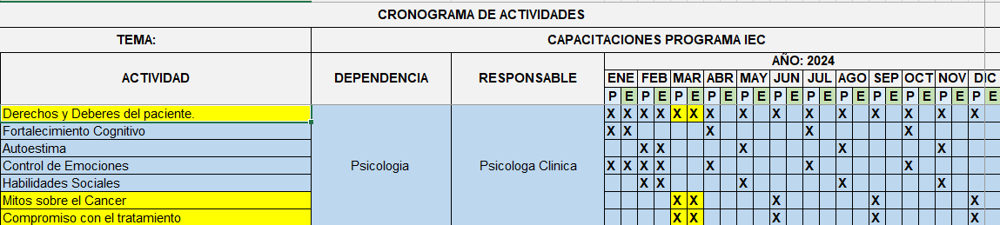 CRONOGRAMA DE ACTIVIDADES
TEMA: CAPACITACIONES PROGRAMA IEC
ACTIVIDAD DEPENDENCIA RESPONSABLE AÑO: 2024
ENE FEB MAR ABR MAY JUN JUL AGO SEP OCT NOV DIC
P E P E P E P E P E P E P E P E P E P E P E P E
Derechos y Deberes del paciente. X X X X X X X X X X X X X X X
Fortalecimiento Cognitivo X X X X X
Autoestima X X X X X
Control de Emociones Psicologia Psicologa Clinica X X X X X X X
Habilidades Sociales X X X X X
Mitos sobre el Cancer X X X X X
Compromiso con el tratamiento X X X X X